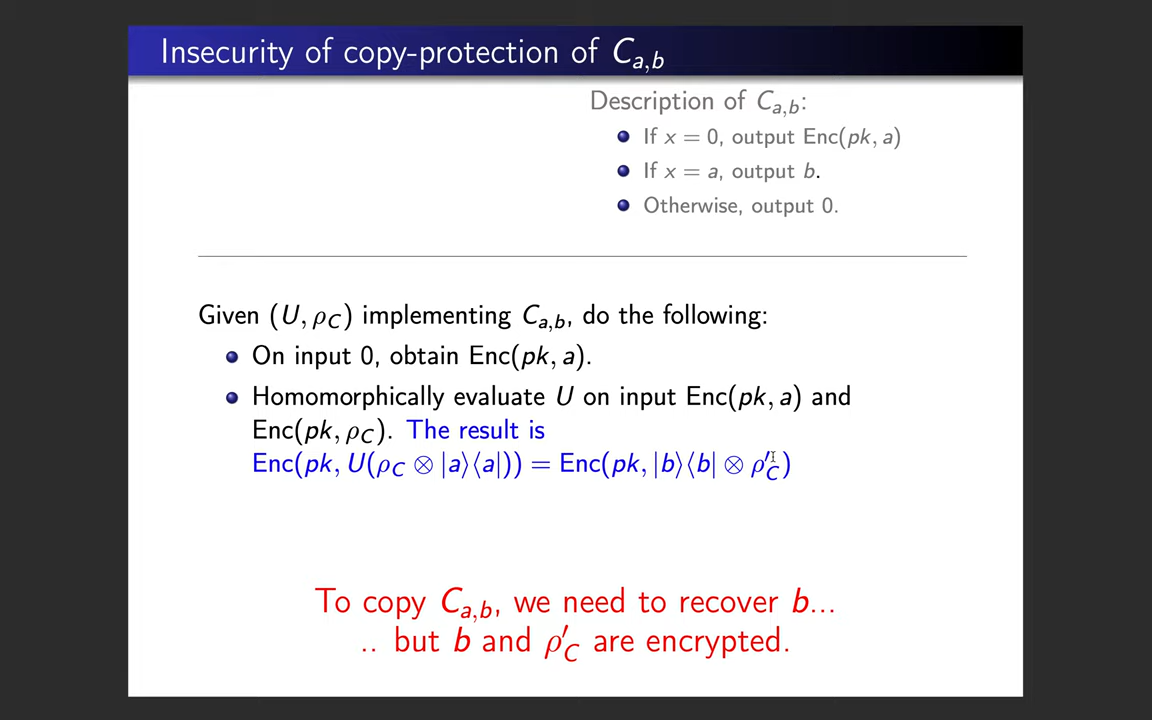 Insecurity of copy-protection of C_{a,b}
Description of C_{a,b}:
If x = 0, output Enc(pk, a)
If x = a, output b.
Otherwise, output 0.
Given (U, ρ_C) implementing C_{a,b}, do the following:
On input 0, obtain Enc(pk, a).
Homomorphically evaluate U on input Enc(pk, a) and
Enc(pk, ρ_C). The result is
Enc(pk, U(ρ_C ⊗ |a⟩⟨a|)) = Enc(pk, |b⟩⟨b| ⊗ ρ′_C)
To copy C_{a,b}, we need to recover b...
.. but b and ρ′_C are encrypted.